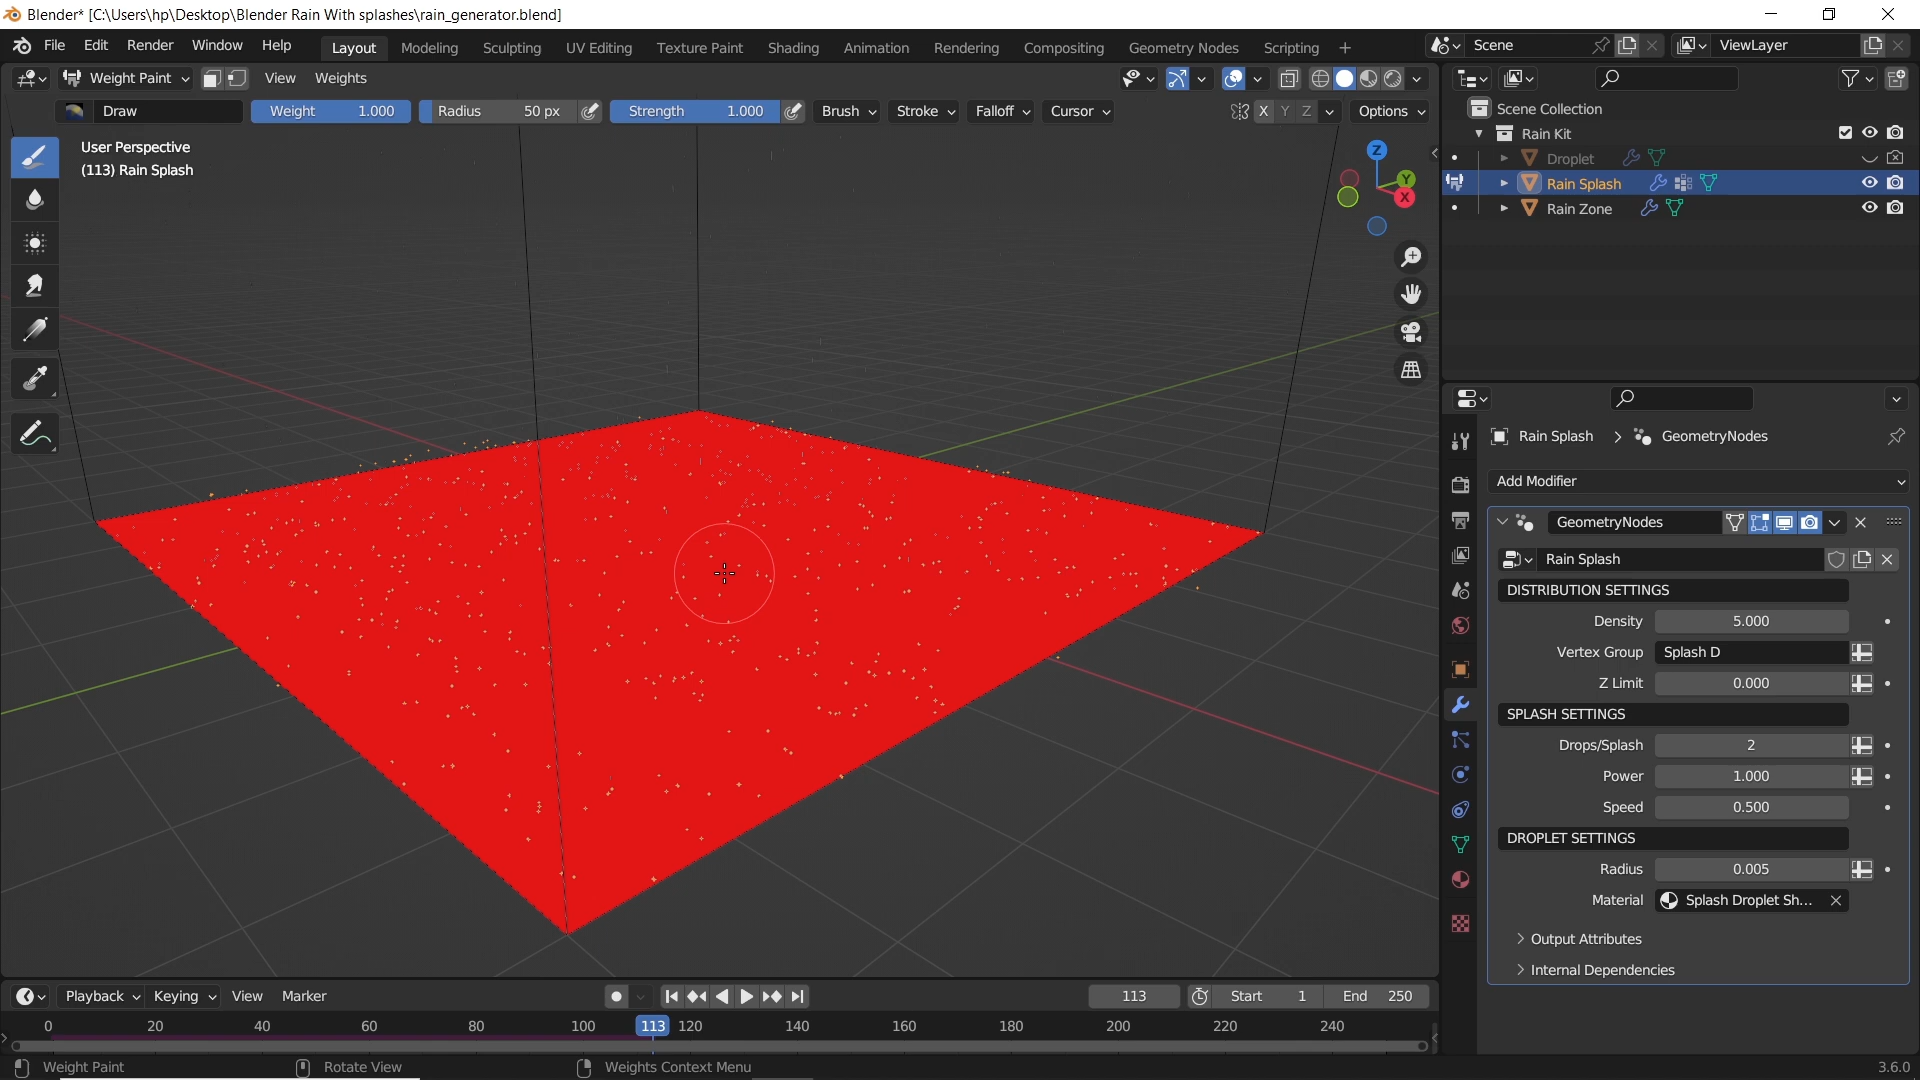 Blender* [C:\Users\hp\Desktop\Blender Rain With splashes\rain_generator.blend]
File Edit Render Window Help Layout Modeling Sculpting UV Editing Texture Paint Shading Animation Rendering Compositing Geometry Nodes Scripting + Scene ViewLayer
Weight Paint View Weights
Draw Weight 1.000 Radius 50 px Strength 1.000 Brush Stroke Falloff Cursor X Y Z Options
User Perspective
(113) Rain Splash
Z
Y
X
Scene Collection
Rain Kit
Droplet
Rain Splash
Rain Zone
Rain Splash > GeometryNodes
Add Modifier
GeometryNodes
Rain Splash
DISTRIBUTION SETTINGS
Density 5.000
Vertex Group Splash D
Z Limit 0.000
SPLASH SETTINGS
Drops/Splash 2
Power 1.000
Speed 0.500
DROPLET SETTINGS
Radius 0.005
Material Splash Droplet Sh...
Output Attributes
Internal Dependencies
Playback Keying View Marker 113 Start 1 End 250
0 20 40 60 80 100 113 120 140 160 180 200 220 240
Weight Paint Rotate View Weights Context Menu 3.6.0